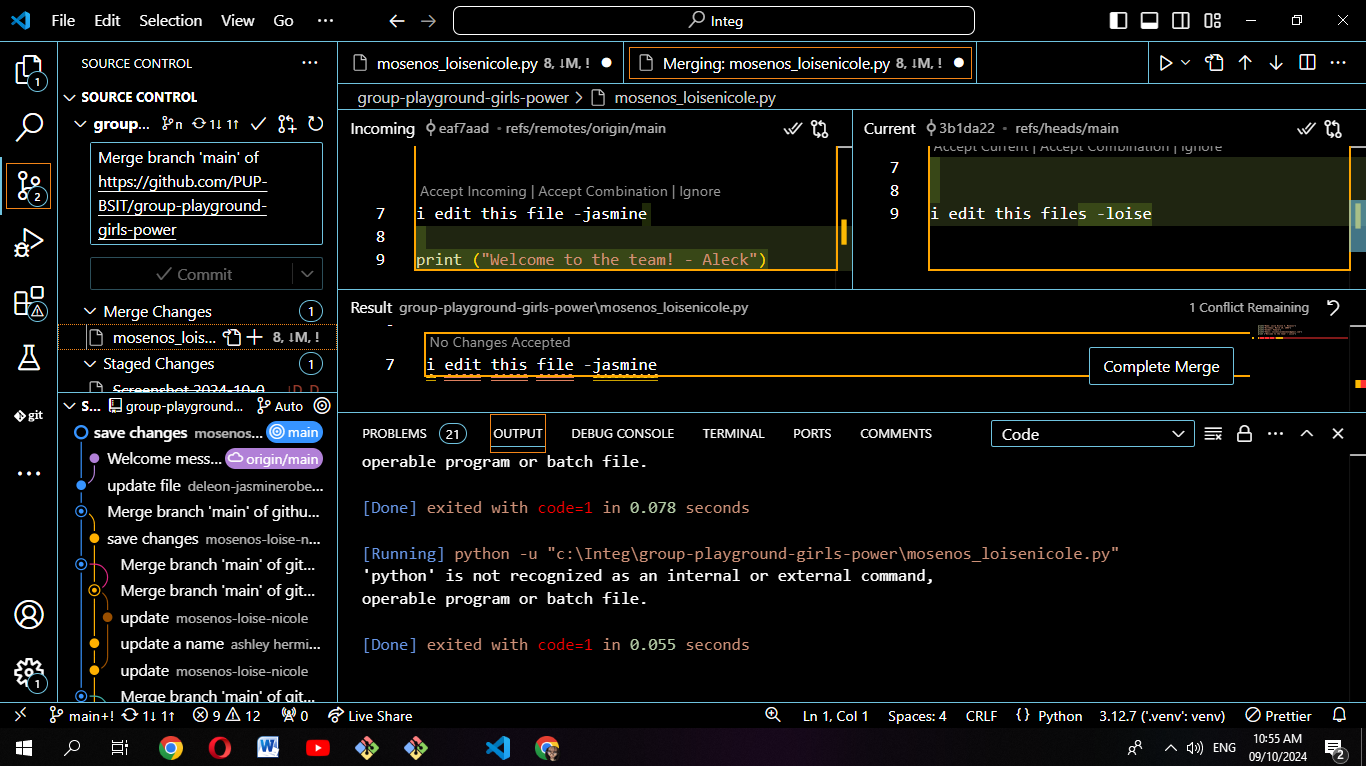 File Edit Selection View Go ··· Integ
SOURCE CONTROL ···
SOURCE CONTROL
group... n 1↓ 1↑
Merge branch 'main' of
https://github.com/PUP-
BSIT/group-playground-
girls-power
Commit
Merge Changes 1
mosenos_lois... 8, ↓M, !
Staged Changes 1
Screenshot 2024-10-0
S... group-playground... Auto
save changes mosenos... main
Welcome mess... origin/main
update file deleon-jasminerobe...
Merge branch 'main' of githu...
save changes mosenos-loise-n...
Merge branch 'main' of git...
Merge branch 'main' of git...
update mosenos-loise-nicole
update a name ashley hermi...
update mosenos-loise-nicole
Merge branch 'main' of git...
1
2
git
1
mosenos_loisenicole.py 8, ↓M, !
Merging: mosenos_loisenicole.py 8, ↓M, !
group-playground-girls-power > mosenos_loisenicole.py
Incoming eaf7aad • refs/remotes/origin/main
Accept Incoming | Accept Combination | Ignore
7 i edit this file -jasmine
8
9 print ("Welcome to the team! - Aleck")
Current 3b1da22 • refs/heads/main
Accept Current | Accept Combination | Ignore
7
8
9 i edit this files -loise
Result group-playground-girls-power\mosenos_loisenicole.py 1 Conflict Remaining
No Changes Accepted
7 i edit this file -jasmine
Complete Merge
PROBLEMS 21 OUTPUT DEBUG CONSOLE TERMINAL PORTS COMMENTS Code
operable program or batch file.
[Done] exited with code=1 in 0.078 seconds
[Running] python -u "c:\Integ\group-playground-girls-power\mosenos_loisenicole.py"
'python' is not recognized as an internal or external command,
operable program or batch file.
[Done] exited with code=1 in 0.055 seconds
main+! 1↓ 1↑ 9 12 0 Live Share Ln 1, Col 1 Spaces: 4 CRLF {} Python 3.12.7 ('.venv': venv) Prettier
ENG 10:55 AM
09/10/2024
2